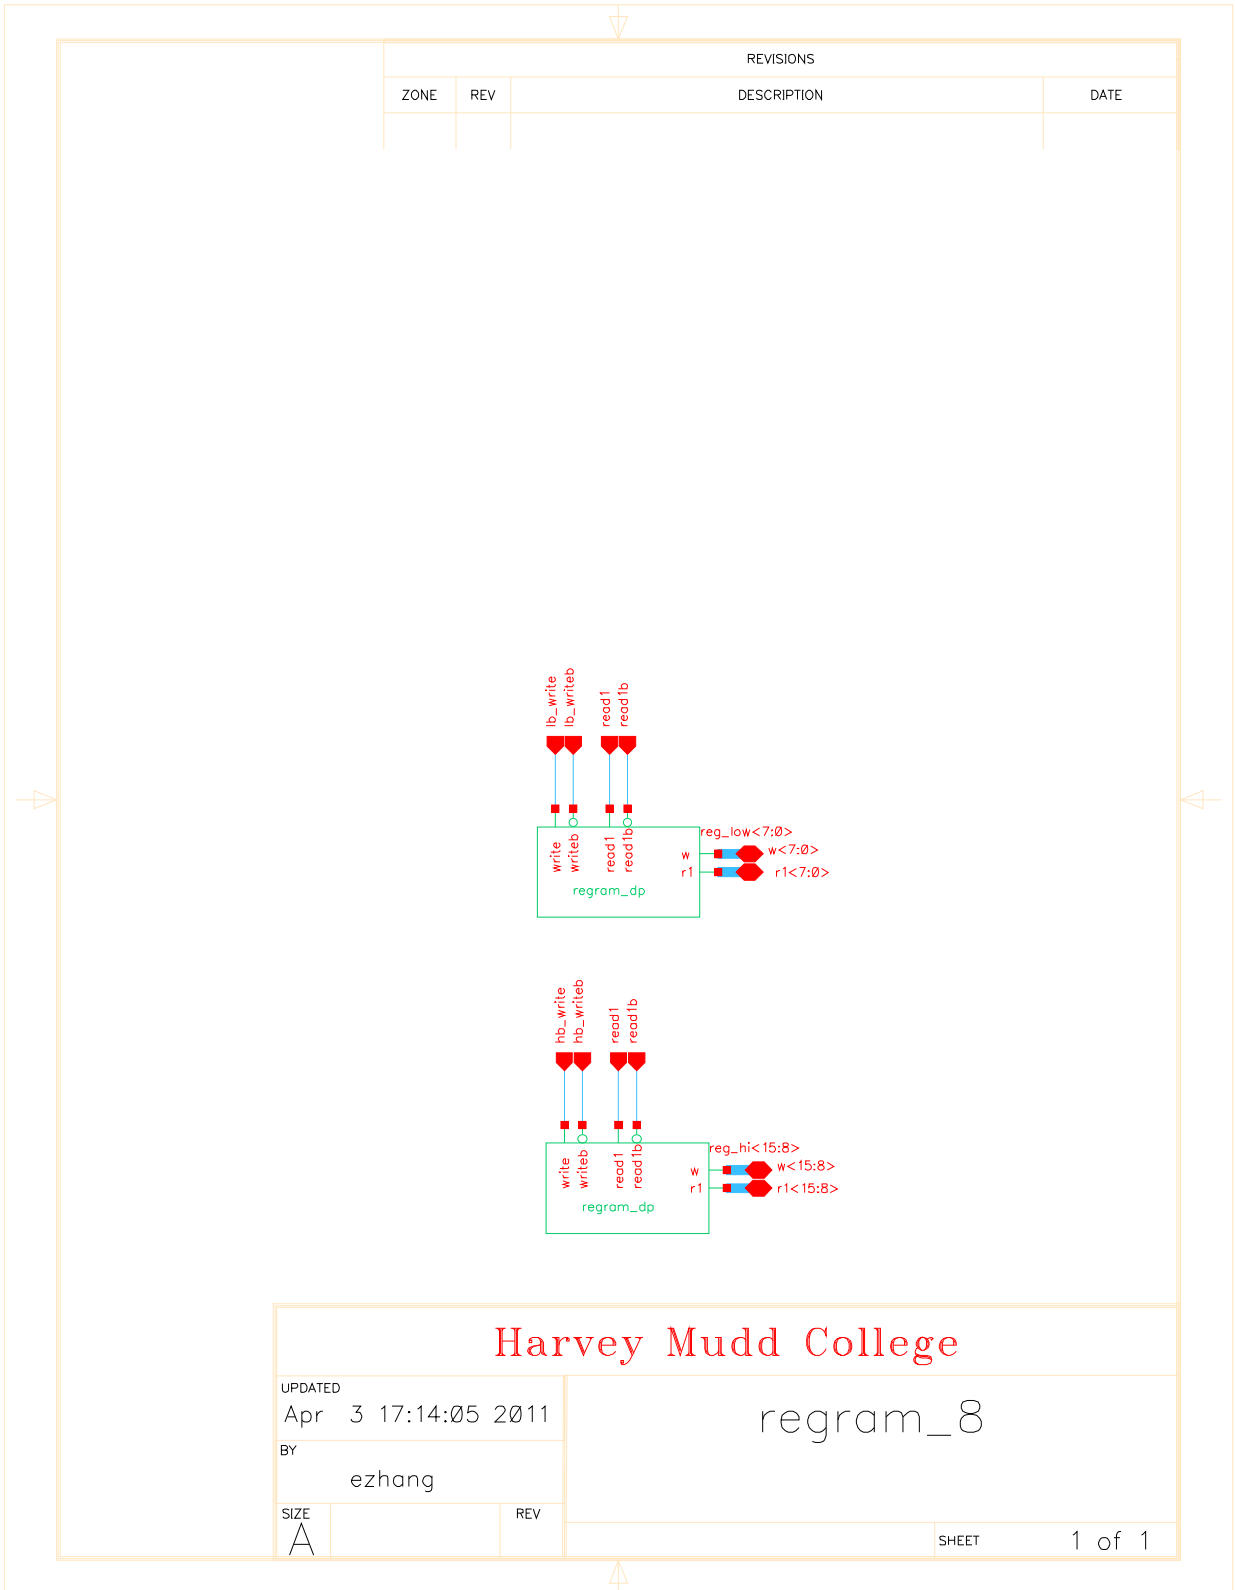 REVISIONS
ZONE REV DESCRIPTION DATE
lb_write lb_writeb read1 read1b
write writeb read1 read1b
reg_low<7:0>
w w<7:0>
r1 r1<7:0>
regram_dp
hb_write hb_writeb read1 read1b
write writeb read1 read1b
reg_hi<15:8>
w w<15:8>
r1 r1<15:8>
regram_dp
Harvey Mudd College
UPDATED
Apr 3 17:14:05 2011
regram_8
BY
ezhang
SIZE REV
A
SHEET 1 of 1